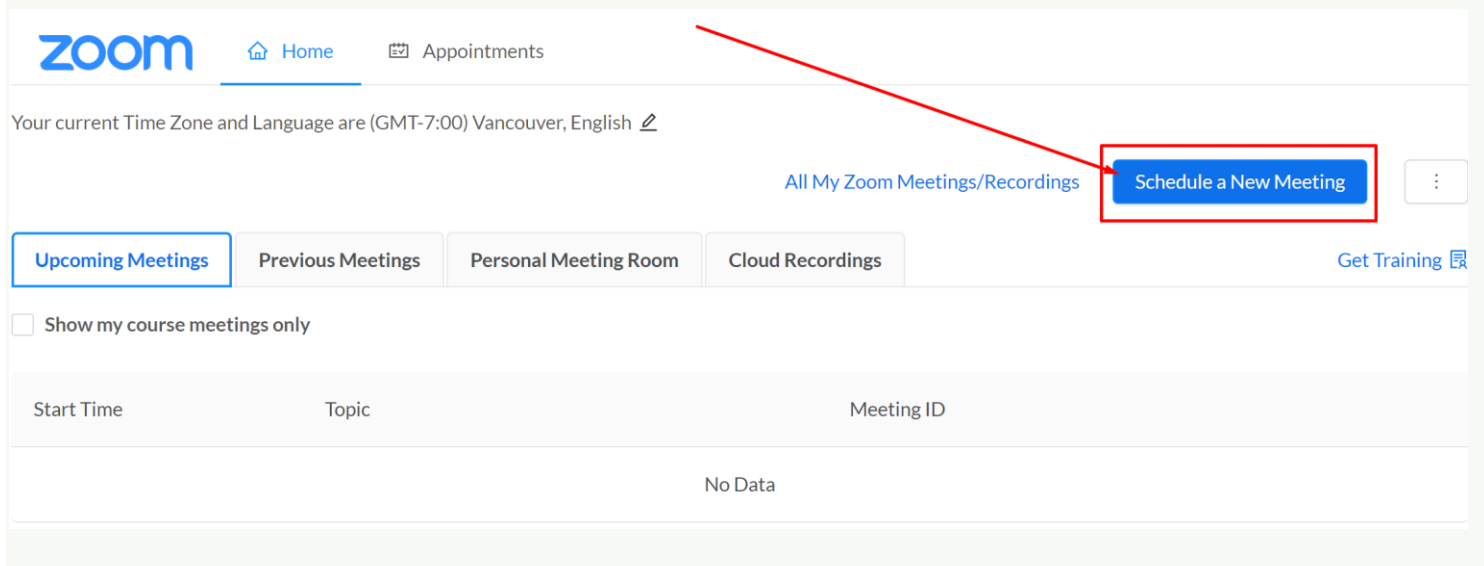 zoom Home Appointments
Your current Time Zone and Language are (GMT-7:00) Vancouver, English
All My Zoom Meetings/Recordings Schedule a New Meeting
Upcoming Meetings Previous Meetings Personal Meeting Room Cloud Recordings Get Training
Show my course meetings only
Start Time Topic Meeting ID
No Data